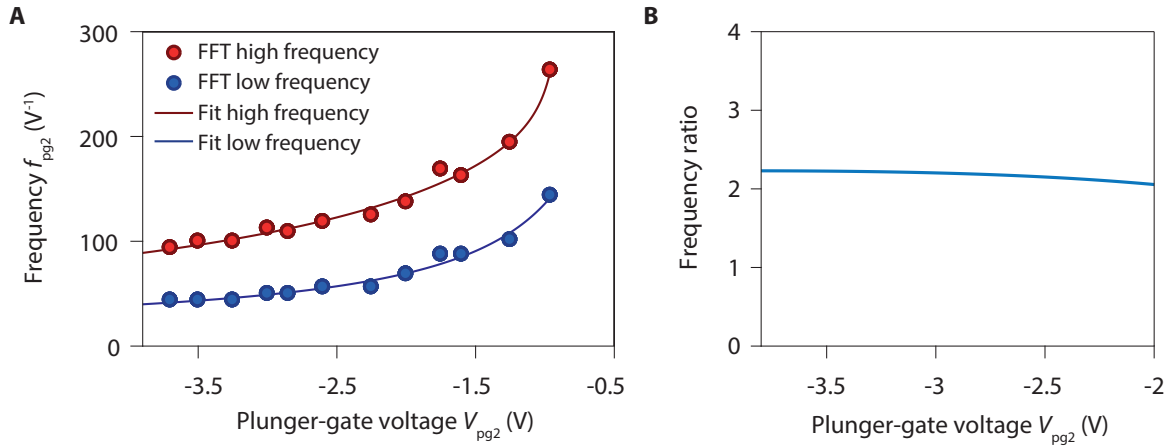 A
300
200
100
0
Frequency f pg2 (V-1)
FFT high frequency
FFT low frequency
Fit high frequency
Fit low frequency
-3.5 -2.5 -1.5 -0.5
Plunger-gate voltage Vpg2 (V)
B
4
3
2
1
0
Frequency ratio
-3.5 -3 -2.5 -2
Plunger-gate voltage Vpg2 (V)